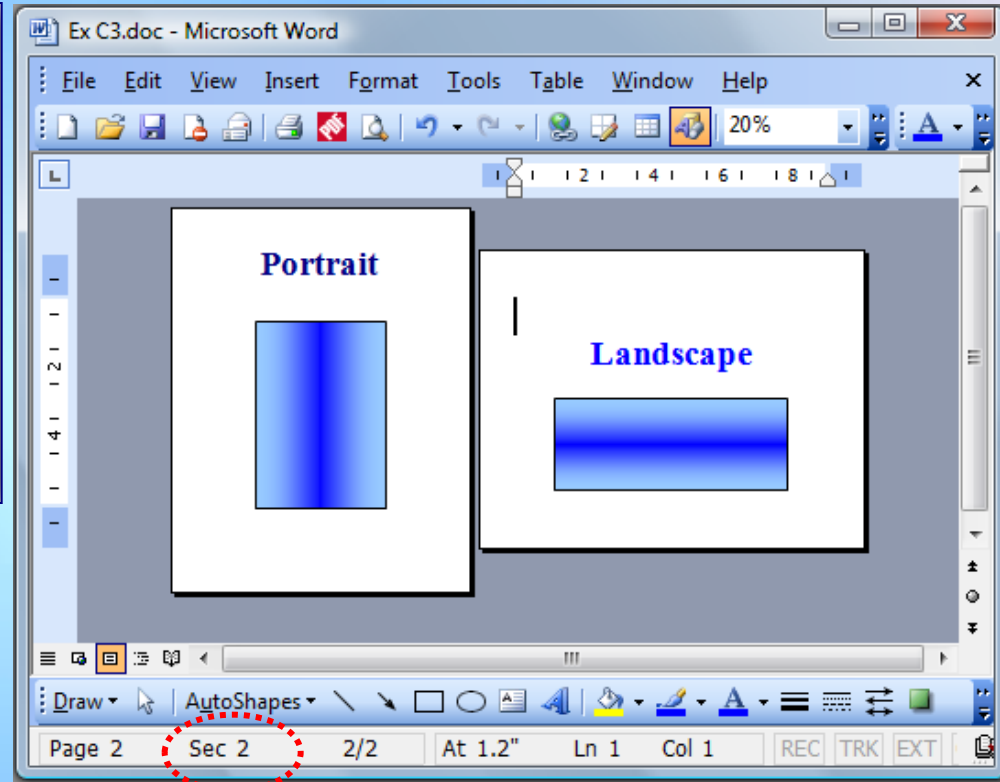 Ex C3.doc - Microsoft Word
File Edit View Insert Format Tools Table Window Help
PDF 20% A
L 2 4 6 8
Portrait
Landscape
2
4
Draw AutoShapes A A
Page 2 Sec 2 2/2 At 1.2" Ln 1 Col 1 REC TRK EXT